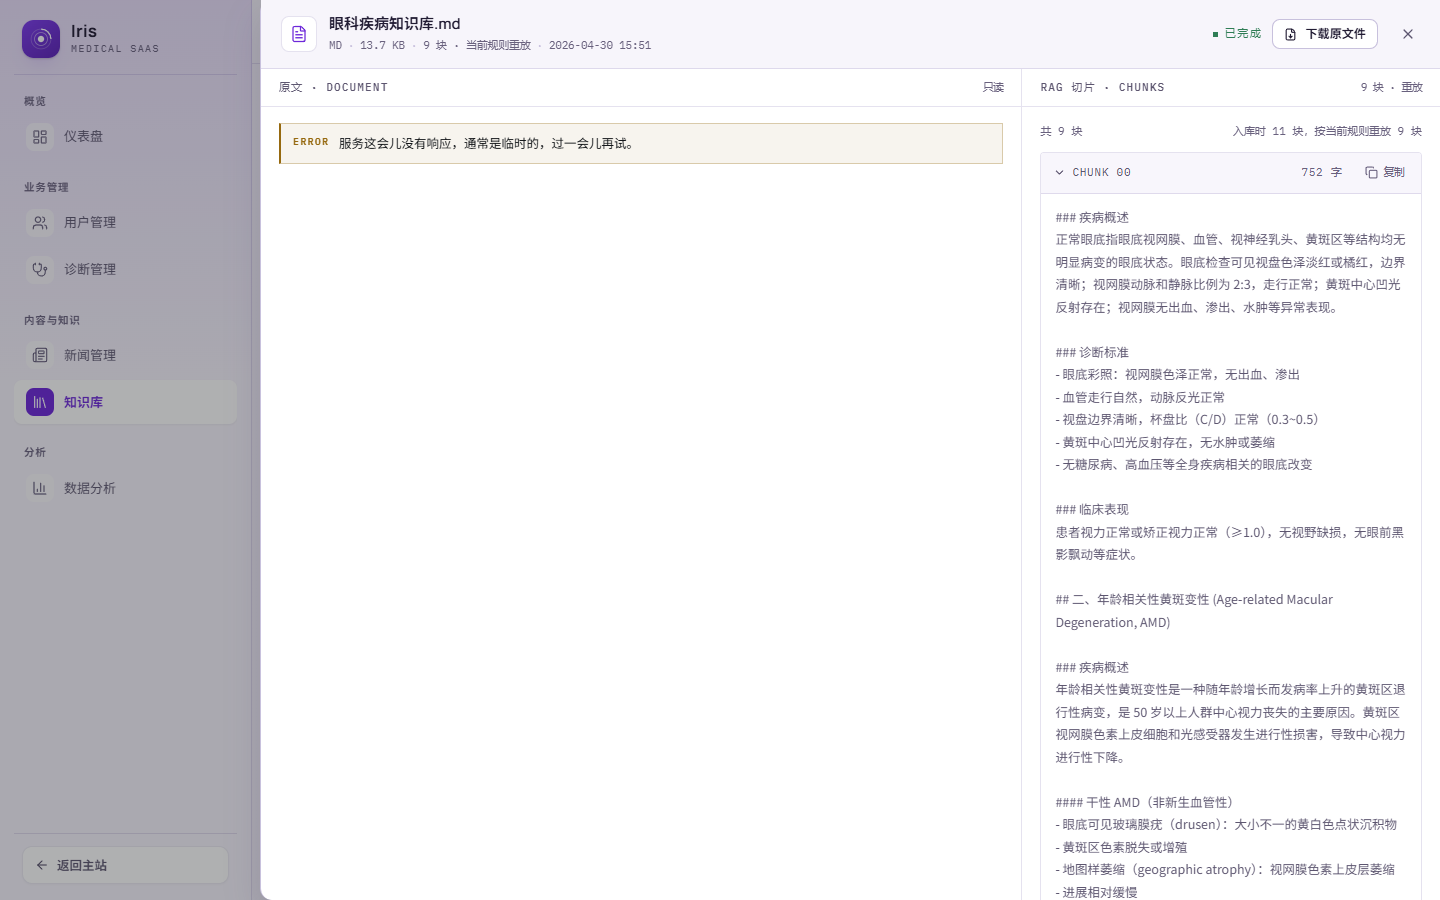 Iris
MEDICAL SAAS
概览
仪表盘
业务管理
用户管理
诊断管理
内容与知识
新闻管理
知识库
分析
数据分析
返回主站
眼科疾病知识库.md
MD · 13.7 KB · 9 块 · 当前规则重放 · 2026-04-30 15:51
已完成
下载原文件
原文 · DOCUMENT
只读
ERROR 服务这会儿没有响应，通常是临时的，过一会儿再试。
RAG 切片 · CHUNKS
9 块 · 重放
共 9 块
入库时 11 块，按当前规则重放 9 块
CHUNK 00
752 字
复制
### 疾病概述
正常眼底指眼底视网膜、血管、视神经乳头、黄斑区等结构均无
明显病变的眼底状态。眼底检查可见视盘色泽淡红或橘红，边界
清晰；视网膜动脉和静脉比例为 2:3，走行正常；黄斑中心凹光
反射存在；视网膜无出血、渗出、水肿等异常表现。
### 诊断标准
- 眼底彩照：视网膜色泽正常，无出血、渗出
- 血管走行自然，动脉反光正常
- 视盘边界清晰，杯盘比（C/D）正常（0.3~0.5）
- 黄斑中心凹光反射存在，无水肿或萎缩
- 无糖尿病、高血压等全身疾病相关的眼底改变
### 临床表现
患者视力正常或矫正视力正常（≥1.0），无视野缺损，无眼前黑
影飘动等症状。
## 二、年龄相关性黄斑变性 (Age-related Macular
Degeneration, AMD)
### 疾病概述
年龄相关性黄斑变性是一种随年龄增长而发病率上升的黄斑区退
行性病变，是 50 岁以上人群中心视力丧失的主要原因。黄斑区
视网膜色素上皮细胞和光感受器发生进行性损害，导致中心视力
进行性下降。
#### 干性 AMD（非新生血管性）
- 眼底可见玻璃膜疣（drusen）：大小不一的黄白色点状沉积物
- 黄斑区色素脱失或增殖
- 地图样萎缩（geographic atrophy）：视网膜色素上皮层萎缩
- 进展相对缓慢